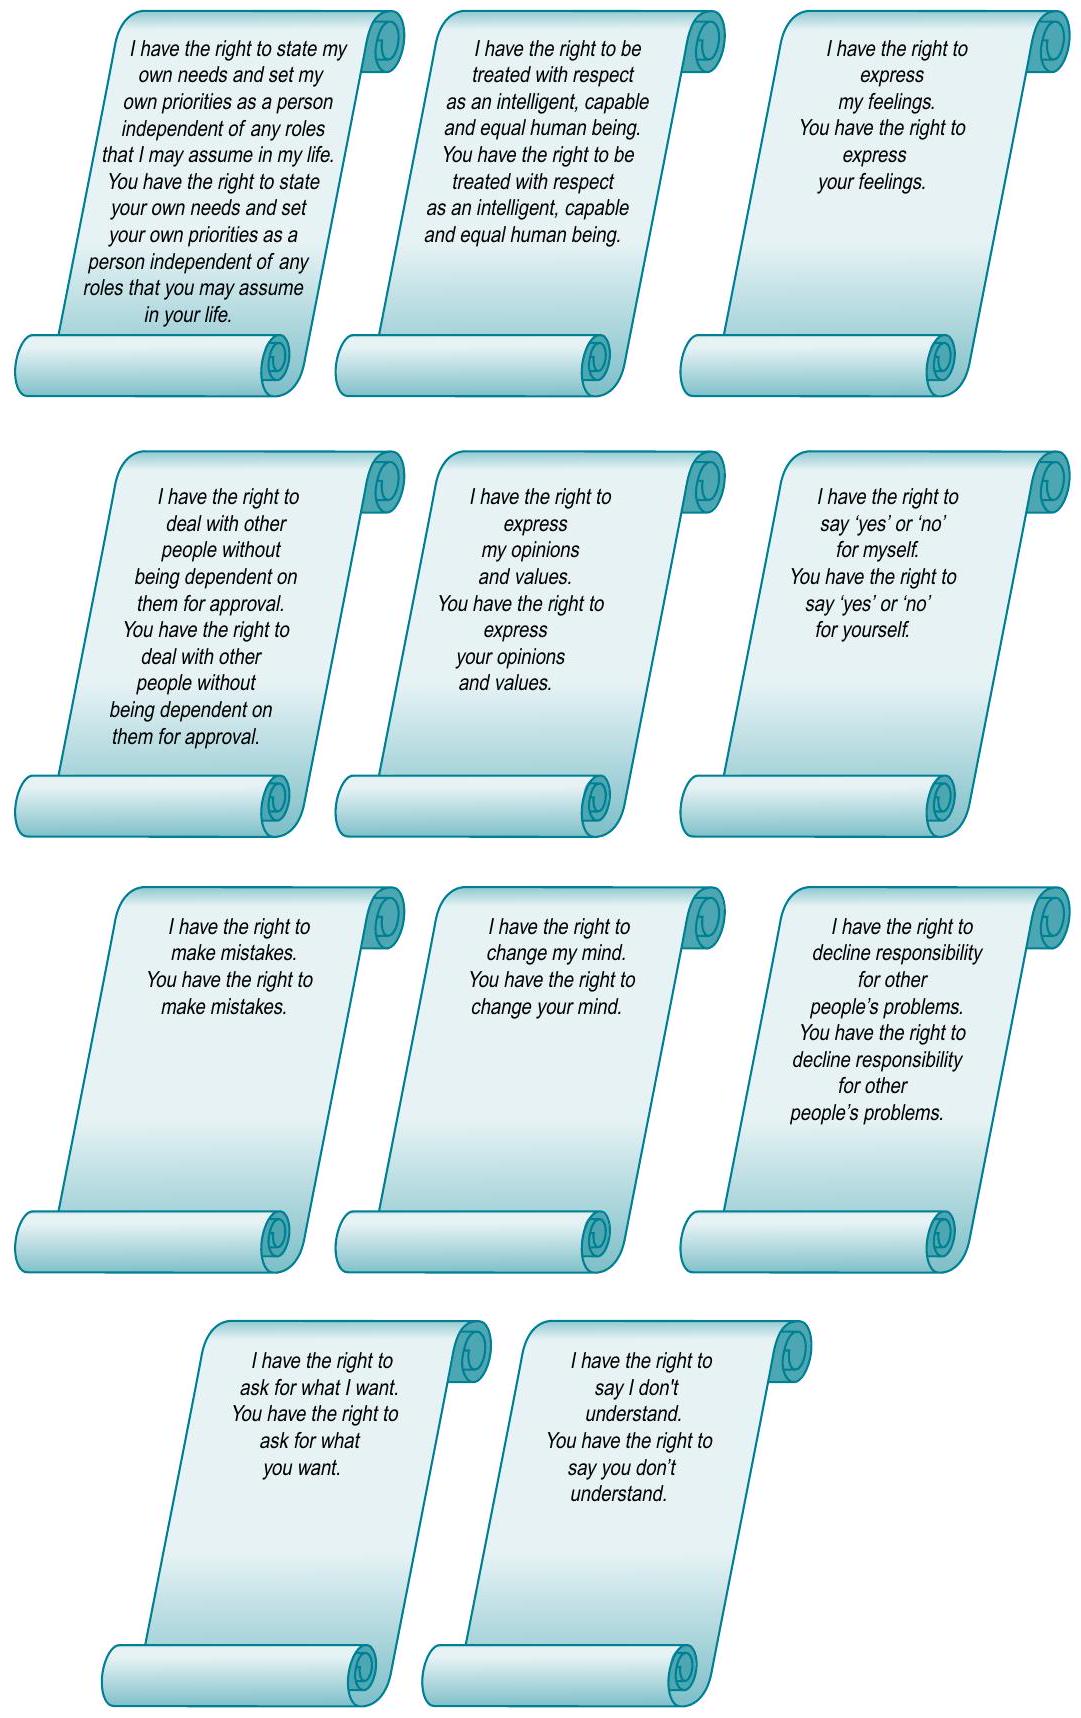 I have the right to state my
own needs and set my
own priorities as a person
independent of any roles
that I may assume in my life.
You have the right to state
your own needs and set
your own priorities as a
person independent of any
roles that you may assume
in your life.
I have the right to be
treated with respect
as an intelligent, capable
and equal human being.
You have the right to be
treated with respect
as an intelligent, capable
and equal human being.
I have the right to
express
my feelings.
You have the right to
express
your feelings.
I have the right to
deal with other
people without
being dependent on
them for approval.
You have the right to
deal with other
people without
being dependent on
them for approval.
I have the right to
express
my opinions
and values.
You have the right to
express
your opinions
and values.
I have the right to
say ‘yes’ or ‘no’
for myself.
You have the right to
say ‘yes’ or ‘no’
for yourself.
I have the right to
make mistakes.
You have the right to
make mistakes.
I have the right to
change my mind.
You have the right to
change your mind.
I have the right to
decline responsibility
for other
people’s problems.
You have the right to
decline responsibility
for other
people’s problems.
I have the right to
ask for what I want.
You have the right to
ask for what
you want.
I have the right to
say I don't
understand.
You have the right to
say you don’t
understand.